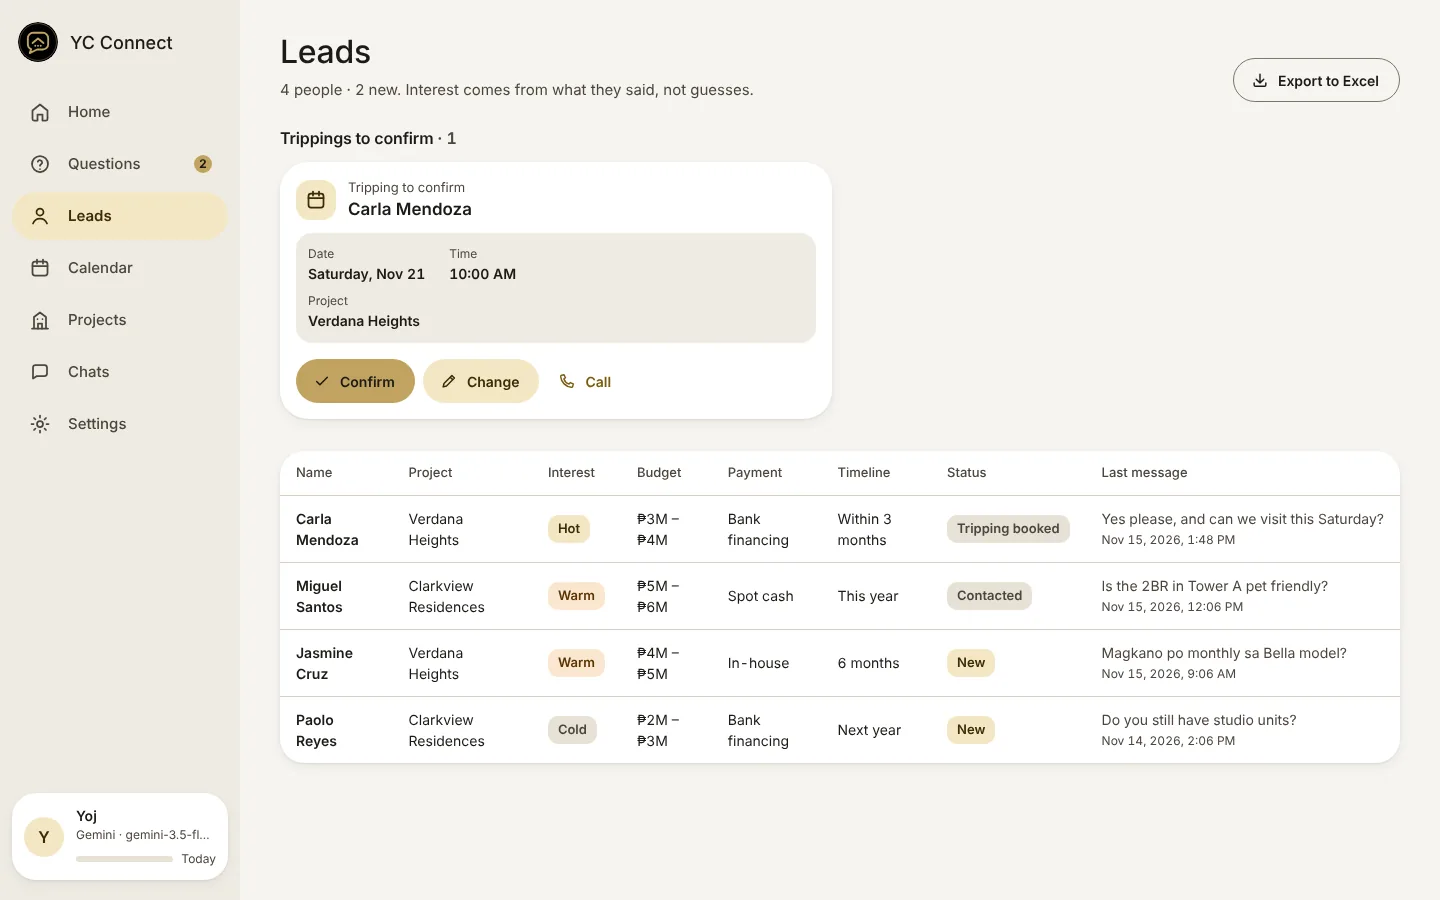 YC Connect
Home
Questions 2
Leads
Calendar
Projects
Chats
Settings
Y
Yoj
Gemini · gemini-3.5-fl...
Today
Leads
4 people · 2 new. Interest comes from what they said, not guesses.
Export to Excel
Trippings to confirm · 1
Tripping to confirm
Carla Mendoza
Date Time
Saturday, Nov 21 10:00 AM
Project
Verdana Heights
Confirm Change Call
Name Project Interest Budget Payment Timeline Status Last message
Carla Mendoza Verdana Heights Hot ₱3M – ₱4M Bank financing Within 3 months Tripping booked Yes please, and can we visit this Saturday?
Nov 15, 2026, 1:48 PM
Miguel Santos Clarkview Residences Warm ₱5M – ₱6M Spot cash This year Contacted Is the 2BR in Tower A pet friendly?
Nov 15, 2026, 12:06 PM
Jasmine Cruz Verdana Heights Warm ₱4M – ₱5M In-house 6 months New Magkano po monthly sa Bella model?
Nov 15, 2026, 9:06 AM
Paolo Reyes Clarkview Residences Cold ₱2M – ₱3M Bank financing Next year New Do you still have studio units?
Nov 14, 2026, 2:06 PM